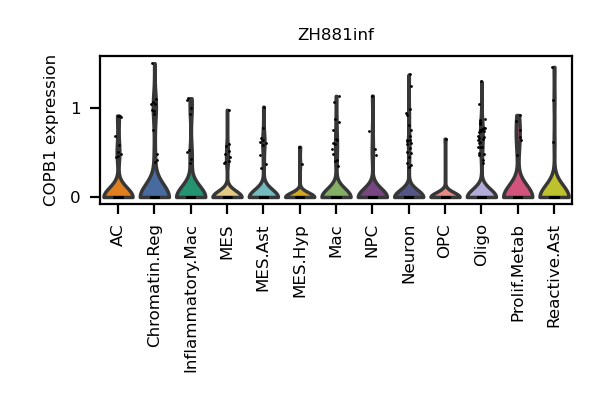 ZH881inf
COPB1 expression
1
0
AC
Chromatin.Reg
Inflammatory.Mac
MES
MES.Ast
MES.Hyp
Mac
NPC
Neuron
OPC
Oligo
Prolif.Metab
Reactive.Ast